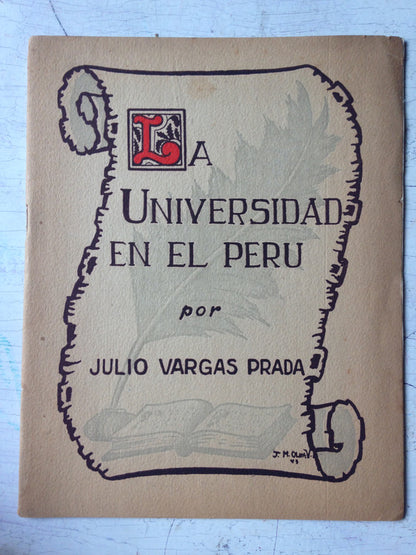 LA
UNIVERSIDAD
EN EL PERU
por
JULIO VARGAS PRADA